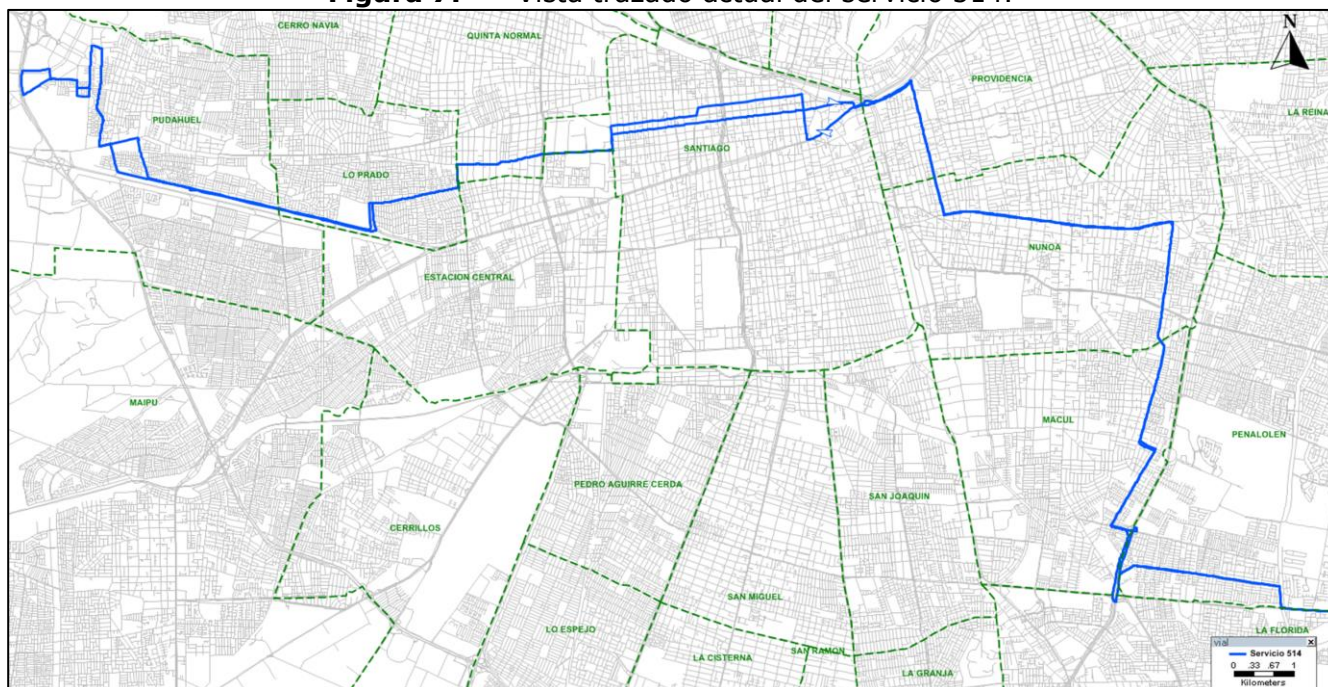 Figura 7. Vista trazado actual del servicio 514.
CERRO NAVIA
QUINTA NORMAL
N
PROVIDENCIA
LA REINA
PUDAHUEL
SANTIAGO
LO PRADO
NUNOA
ESTACION CENTRAL
MAIPU
MACUL
PENALOLEN
PEDRO AGUIRRE CERDA
SAN JOAQUIN
CERRILLOS
SAN MIGUEL
LO ESPEJO
LA FLORIDA
SAN RAMON
LA CISTERNA
LA GRANJA
vial
Servicio 514
0 .33 .67 1
Kilometers